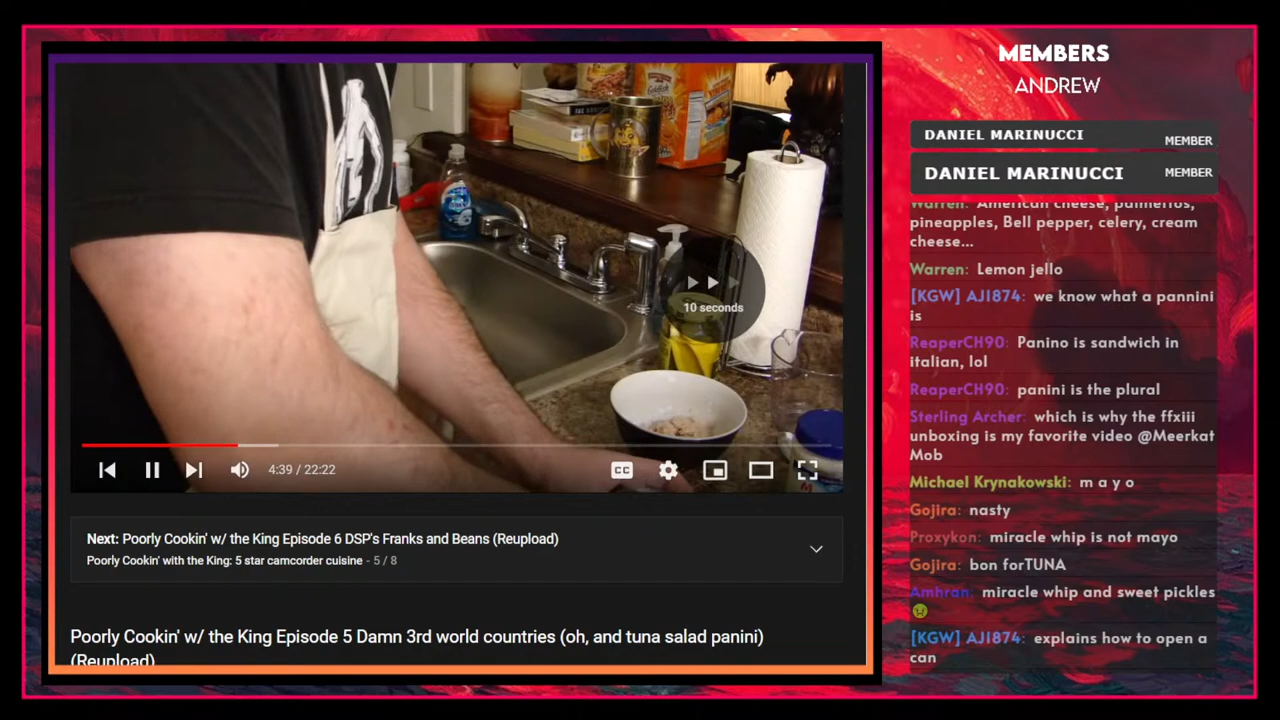 Goldfish
10 seconds
4:39 / 22:22
CC
Next: Poorly Cookin' w/ the King Episode 6 DSP's Franks and Beans (Reupload)
Poorly Cookin' with the King: 5 star camcorder cuisine - 5 / 8
Poorly Cookin' w/ the King Episode 5 Damn 3rd world countries (oh, and tuna salad panini)
(Reupload)
MEMBERS
ANDREW
DANIEL MARINUCCI MEMBER
DANIEL MARINUCCI MEMBER
Warren: American cheese, palmettos,
pineapples, Bell pepper, celery, cream
cheese...
Warren: Lemon jello
[KGW] AJ1874: we know what a pannini
is
ReaperCH90: Panino is sandwich in
italian, lol
ReaperCH90: panini is the plural
Sterling Archer: which is why the ffxiii
unboxing is my favorite video @Meerkat
Mob
Michael Krynakowski: m a y o
Gojira: nasty
Proxykon: miracle whip is not mayo
Gojira: bon forTUNA
Amhran: miracle whip and sweet pickles
[KGW] AJ1874: explains how to open a
can